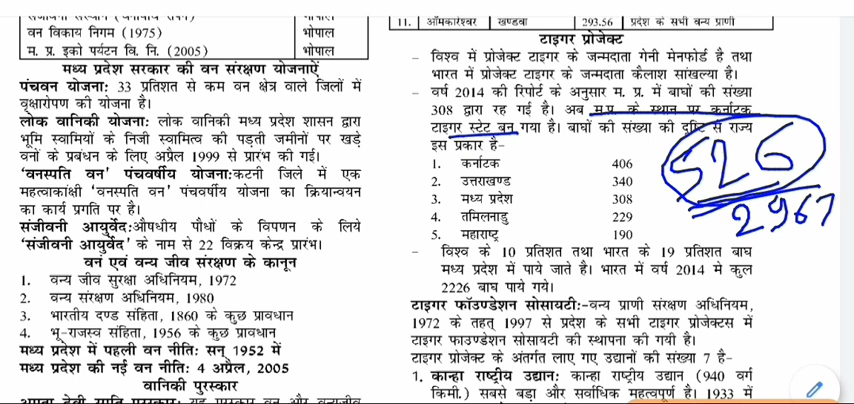 वन विकाय निगम (1975) भोपाल
म. प्र. इको पर्यटन वि. नि. (2005) भोपाल
मध्य प्रदेश सरकार की वन संरक्षण योजनाऐं
पंचवन योजना: 33 प्रतिशत से कम वन क्षेत्र वाले जिलों में
वृक्षारोपण की योजना है।
लोक वानिकी योजना: लोक वानिकी मध्य प्रदेश शासन द्वारा
भूमि स्वामियों के निजी स्वामित्व की पड़ती जमीनों पर खड़े
वनों के प्रबंधन के लिए अप्रैल 1999 से प्रारंभ की गई।
'वनस्पति वन' पंचवर्षीय योजना:कटनी जिले में एक
महत्वाकांक्षी 'वनस्पति वन' पंचवर्षीय योजना का क्रियान्वयन
का कार्य प्रगति पर है।
संजीवनी आयुर्वेद:औषधीय पौधों के विपणन के लिये
'संजीवनी आयुर्वेद' के नाम से 22 विक्रय केन्द्र प्रारंभ।
वन एवं वन्य जीव संरक्षण के कानून
1. वन्य जीव सुरक्षा अधिनियम, 1972
2. वन्य संरक्षण अधिनियम, 1980
3. भारतीय दण्ड संहिता, 1860 के कुछ प्रावधान
4. भू-राजस्व संहिता, 1956 के कुछ प्रावधान
मध्य प्रदेश में पहली वन नीति: सन् 1952 में
मध्य प्रदेश की नई वन नीति: 4 अप्रैल, 2005
वानिकी पुरस्कार
11. ओंमकारेश्वर खण्डवा 293.56 प्रदेश के सभी वन्य प्राणी
टाइगर प्रोजेक्ट
– विश्व में प्रोजेक्ट टाइगर के जन्मदाता गेनी मेनफोर्ड है तथा
भारत में प्रोजेक्ट टाइगर के जन्मदाता कैलाश सांखल्या है।
– वर्ष 2014 की रिपोर्ट के अनुसार म. प्र. में बाघों की संख्या
308 द्वारा रह गई है। अब म.प्र. के स्थान पर कर्नाटक
टाइगर स्टेट बन गया है। बाघों की संख्या की दृष्टि से राज्य
इस प्रकार है–
1. कर्नाटक 406
2. उत्तराखण्ड 340
3. मध्य प्रदेश 308
4. तमिलनाडु 229
5. महाराष्ट्र 190
526
2967
– विश्व के 10 प्रतिशत तथा भारत के 19 प्रतिशत बाघ
मध्य प्रदेश में पाये जाते है। भारत में वर्ष 2014 मे कुल
2226 बाघ पाये गये।
टाइगर फॉउण्डेशन सोसायटी:-वन्य प्राणी संरक्षण अधिनियम,
1972 के तहत् 1997 से प्रदेश के सभी टाइगर प्रोजेक्टस में
टाइगर फाउण्डेशन सोसायटी की स्थापना की गयी है।
टाइगर प्रोजेक्ट के अंतर्गत लाए गए उद्यानों की संख्या 7 है–
1. कान्हा राष्ट्रीय उद्यान: कान्हा राष्ट्रीय उद्यान (940 वर्ग
किमी.) सबसे बड़ा और सर्वाधिक महत्वपूर्ण है। 1933 में